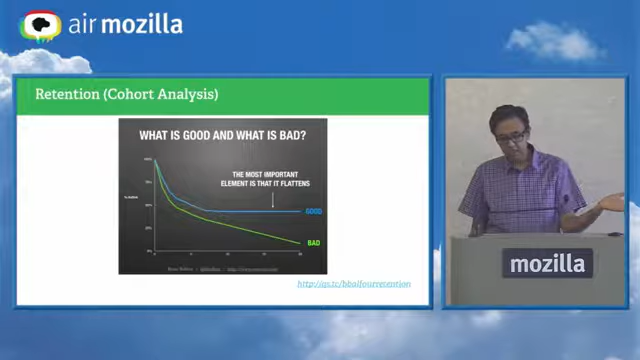 air mozilla
Retention (Cohort Analysis)
WHAT IS GOOD AND WHAT IS BAD?
THE MOST IMPORTANT
ELEMENT IS THAT IT FLATTENS
GOOD
BAD
http://qs.tc/bbalfourretention
mozilla